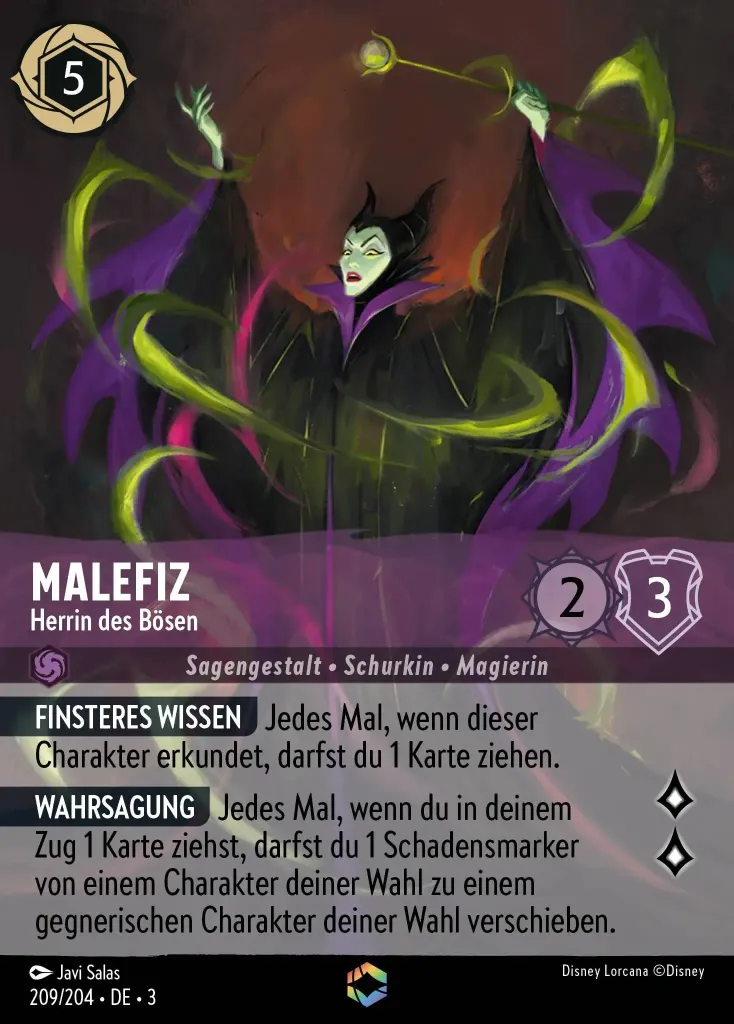 5
MALEFIZ
Herrin des Bösen
2
3
Sagengestalt • Schurkin • Magierin
FINSTERES WISSEN Jedes Mal, wenn dieser
Charakter erkundet, darfst du 1 Karte ziehen.
WAHRSAGUNG Jedes Mal, wenn du in deinem
Zug 1 Karte ziehst, darfst du 1 Schadensmarker
von einem Charakter deiner Wahl zu einem
gegnerischen Charakter deiner Wahl verschieben.
Javi Salas
Disney Lorcana ©Disney
209/204 • DE • 3